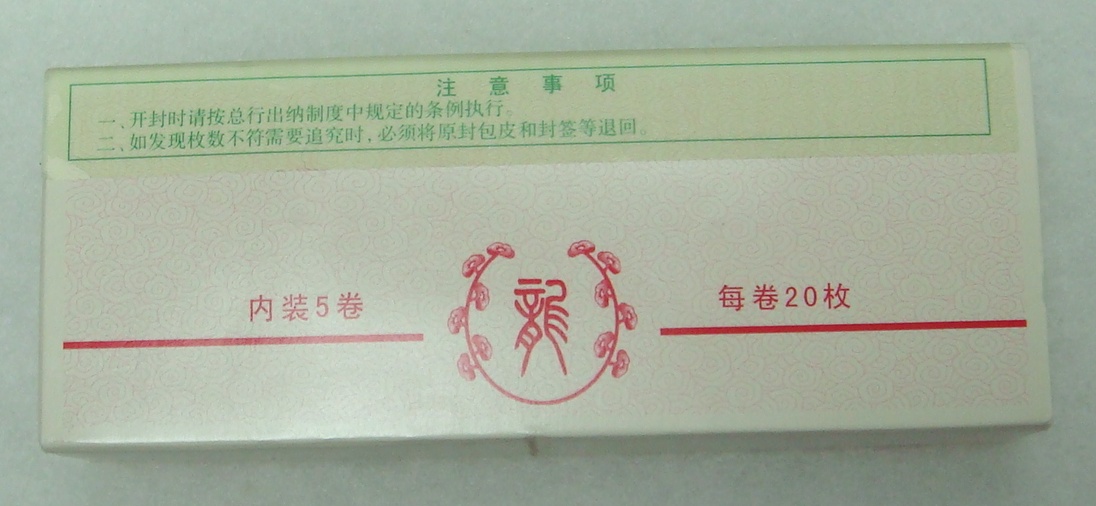 注意事项
一、开封时请按总行出纳制度中规定的条例执行。
二、如发现枚数不符需要追究时,必须将原封包皮和封签等退回。
内装5卷
龍
每卷20枚